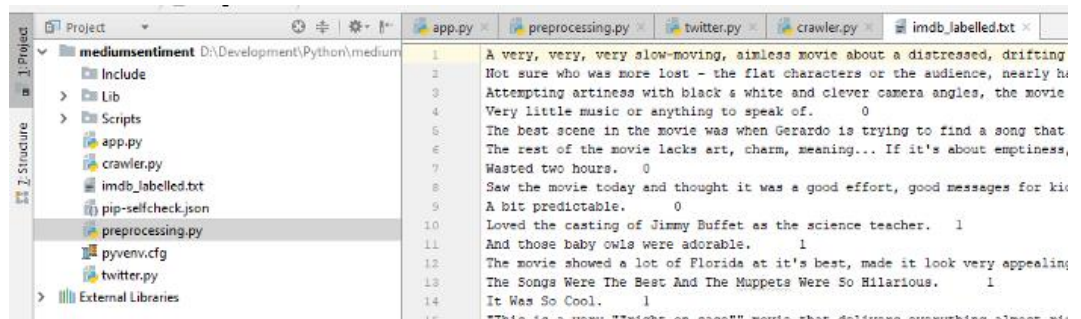 Project
app.py
preprocessing.py
twitter.py
crawler.py
imdb_labelled.txt
1: Project
7: Structure
mediumsentiment D:\Development\Python\medium
Include
Lib
Scripts
app.py
crawler.py
imdb_labelled.txt
pip-selfcheck.json
preprocessing.py
pyvenv.cfg
twitter.py
External Libraries
1 A very, very, very slow-moving, aimless movie about a distressed, drifting
2 Not sure who was more lost - the flat characters or the audience, nearly ha
3 Attempting artiness with black & white and clever camera angles, the movie
4 Very little music or anything to speak of. 0
5 The best scene in the movie was when Gerardo is trying to find a song that
6 The rest of the movie lacks art, charm, meaning... If it's about emptiness,
7 Wasted two hours. 0
8 Saw the movie today and thought it was a good effort, good messages for kid
9 A bit predictable. 0
10 Loved the casting of Jimmy Buffet as the science teacher. 1
11 And those baby owls were adorable. 1
12 The movie showed a lot of Florida at it's best, made it look very appealing
13 The Songs Were The Best And The Muppets Were So Hilarious. 1
14 It Was So Cool. 1